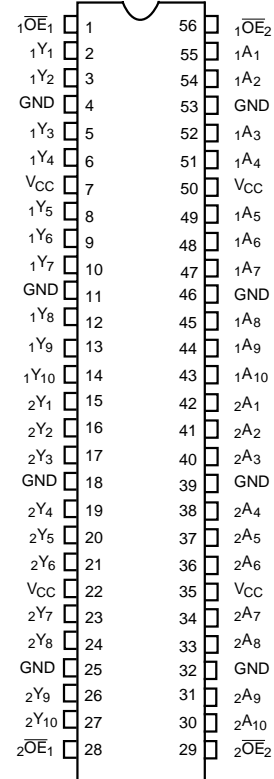 1OE1 1 56 1OE2
1Y1 2 55 1A1
1Y2 3 54 1A2
GND 4 53 GND
1Y3 5 52 1A3
1Y4 6 51 1A4
VCC 7 50 VCC
1Y5 8 49 1A5
1Y6 9 48 1A6
1Y7 10 47 1A7
GND 11 46 GND
1Y8 12 45 1A8
1Y9 13 44 1A9
1Y10 14 43 1A10
2Y1 15 42 2A1
2Y2 16 41 2A2
2Y3 17 40 2A3
GND 18 39 GND
2Y4 19 38 2A4
2Y5 20 37 2A5
2Y6 21 36 2A6
VCC 22 35 VCC
2Y7 23 34 2A7
2Y8 24 33 2A8
GND 25 32 GND
2Y9 26 31 2A9
2Y10 27 30 2A10
2OE1 28 29 2OE2